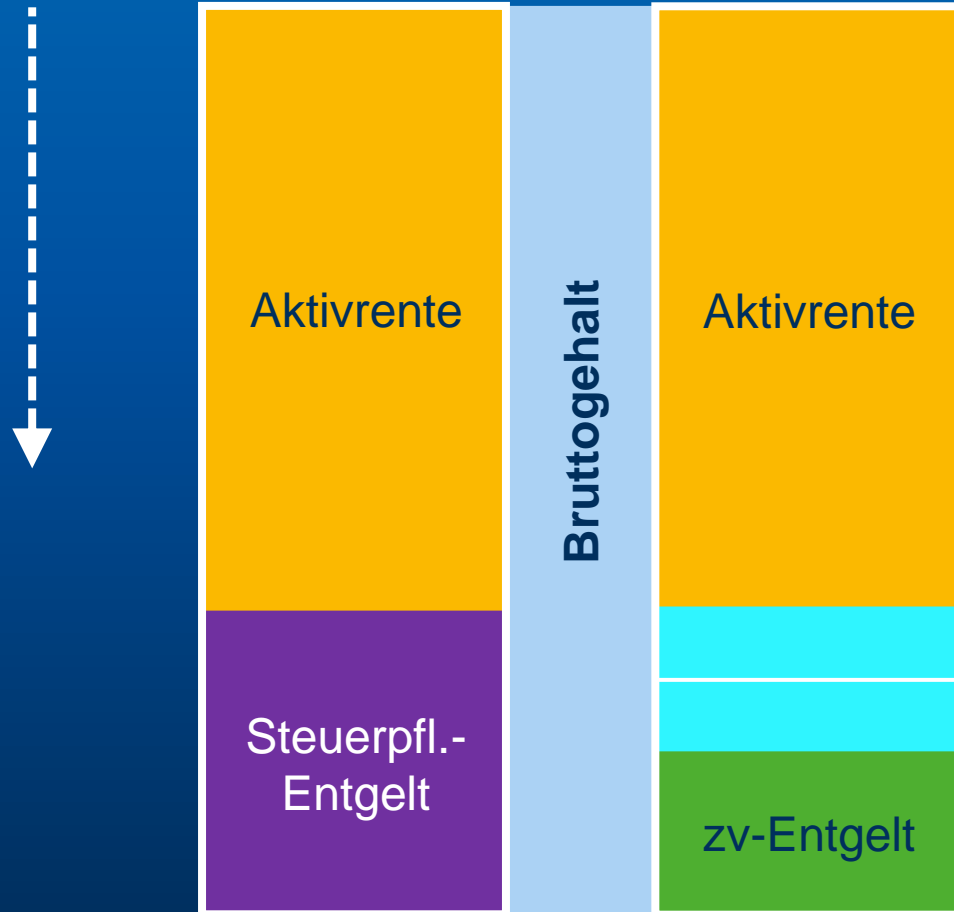 Aktivrente
Bruttogehalt
Aktivrente
Steuerpfl.-
Entgelt
zv-Entgelt